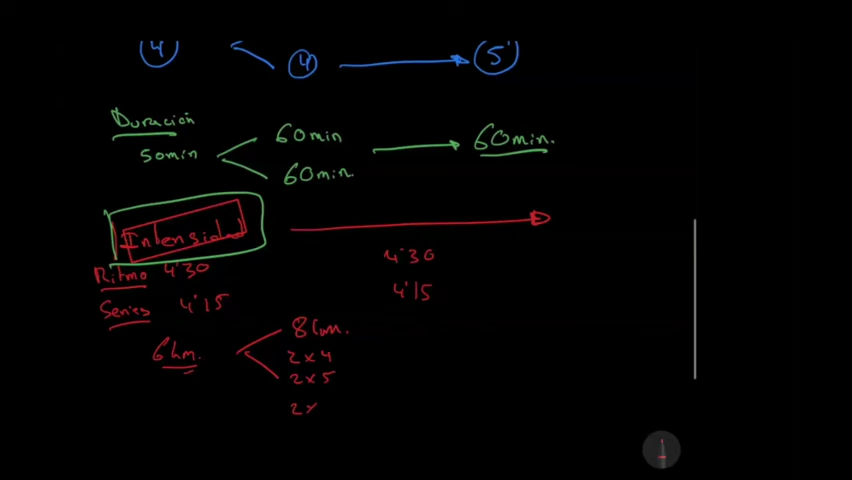 4 4 5'
Duración
50min 60min 60min.
60min.
Intensidad
Ritmo 4'30 4'30
Series 4'15 4'15
6km. 8km.
2x4
2x5
2x